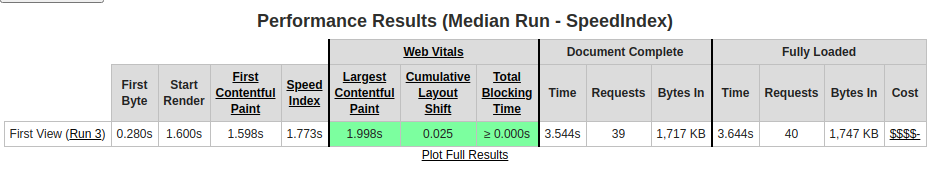 Performance Results (Median Run - SpeedIndex)
Web Vitals Document Complete Fully Loaded
First Byte Start Render First Contentful Paint Speed Index Largest Contentful Paint Cumulative Layout Shift Total Blocking Time Time Requests Bytes In Time Requests Bytes In Cost
First View (Run 3) 0.280s 1.600s 1.598s 1.773s 1.998s 0.025 ≥ 0.000s 3.544s 39 1,717 KB 3.644s 40 1,747 KB $$$$-
Plot Full Results